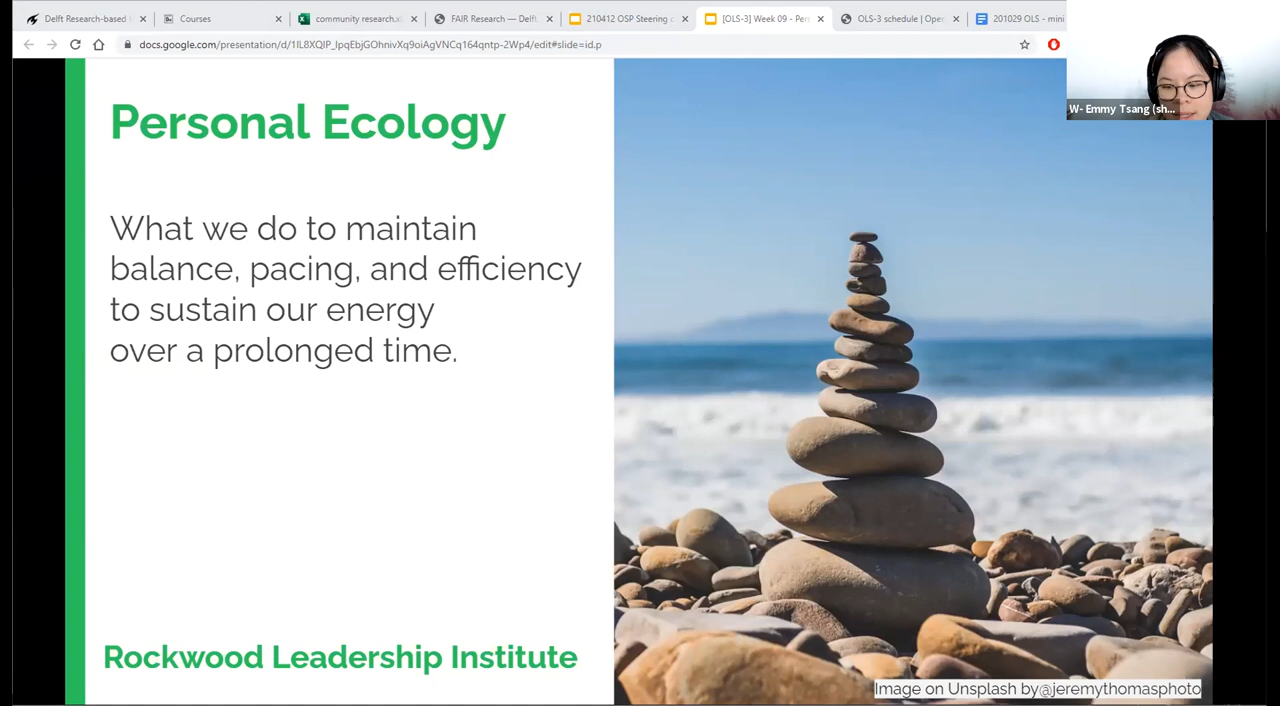 Delft Research-based
Courses
community research.x
FAIR Research — Delft.
210412 OSP Steering c
[OLS-3] Week 09 - Per
OLS-3 schedule | Ope
201029 OLS - mini
docs.google.com/presentation/d/1IL8XQIP_IpqEbjGOhnivXq9oiAgVNCq164qntp-2Wp4/edit#slide=id.p
W- Emmy Tsang (sh...
Personal Ecology
What we do to maintain
balance, pacing, and efficiency
to sustain our energy
over a prolonged time.
Rockwood Leadership Institute
Image on Unsplash by@jeremythomasphoto